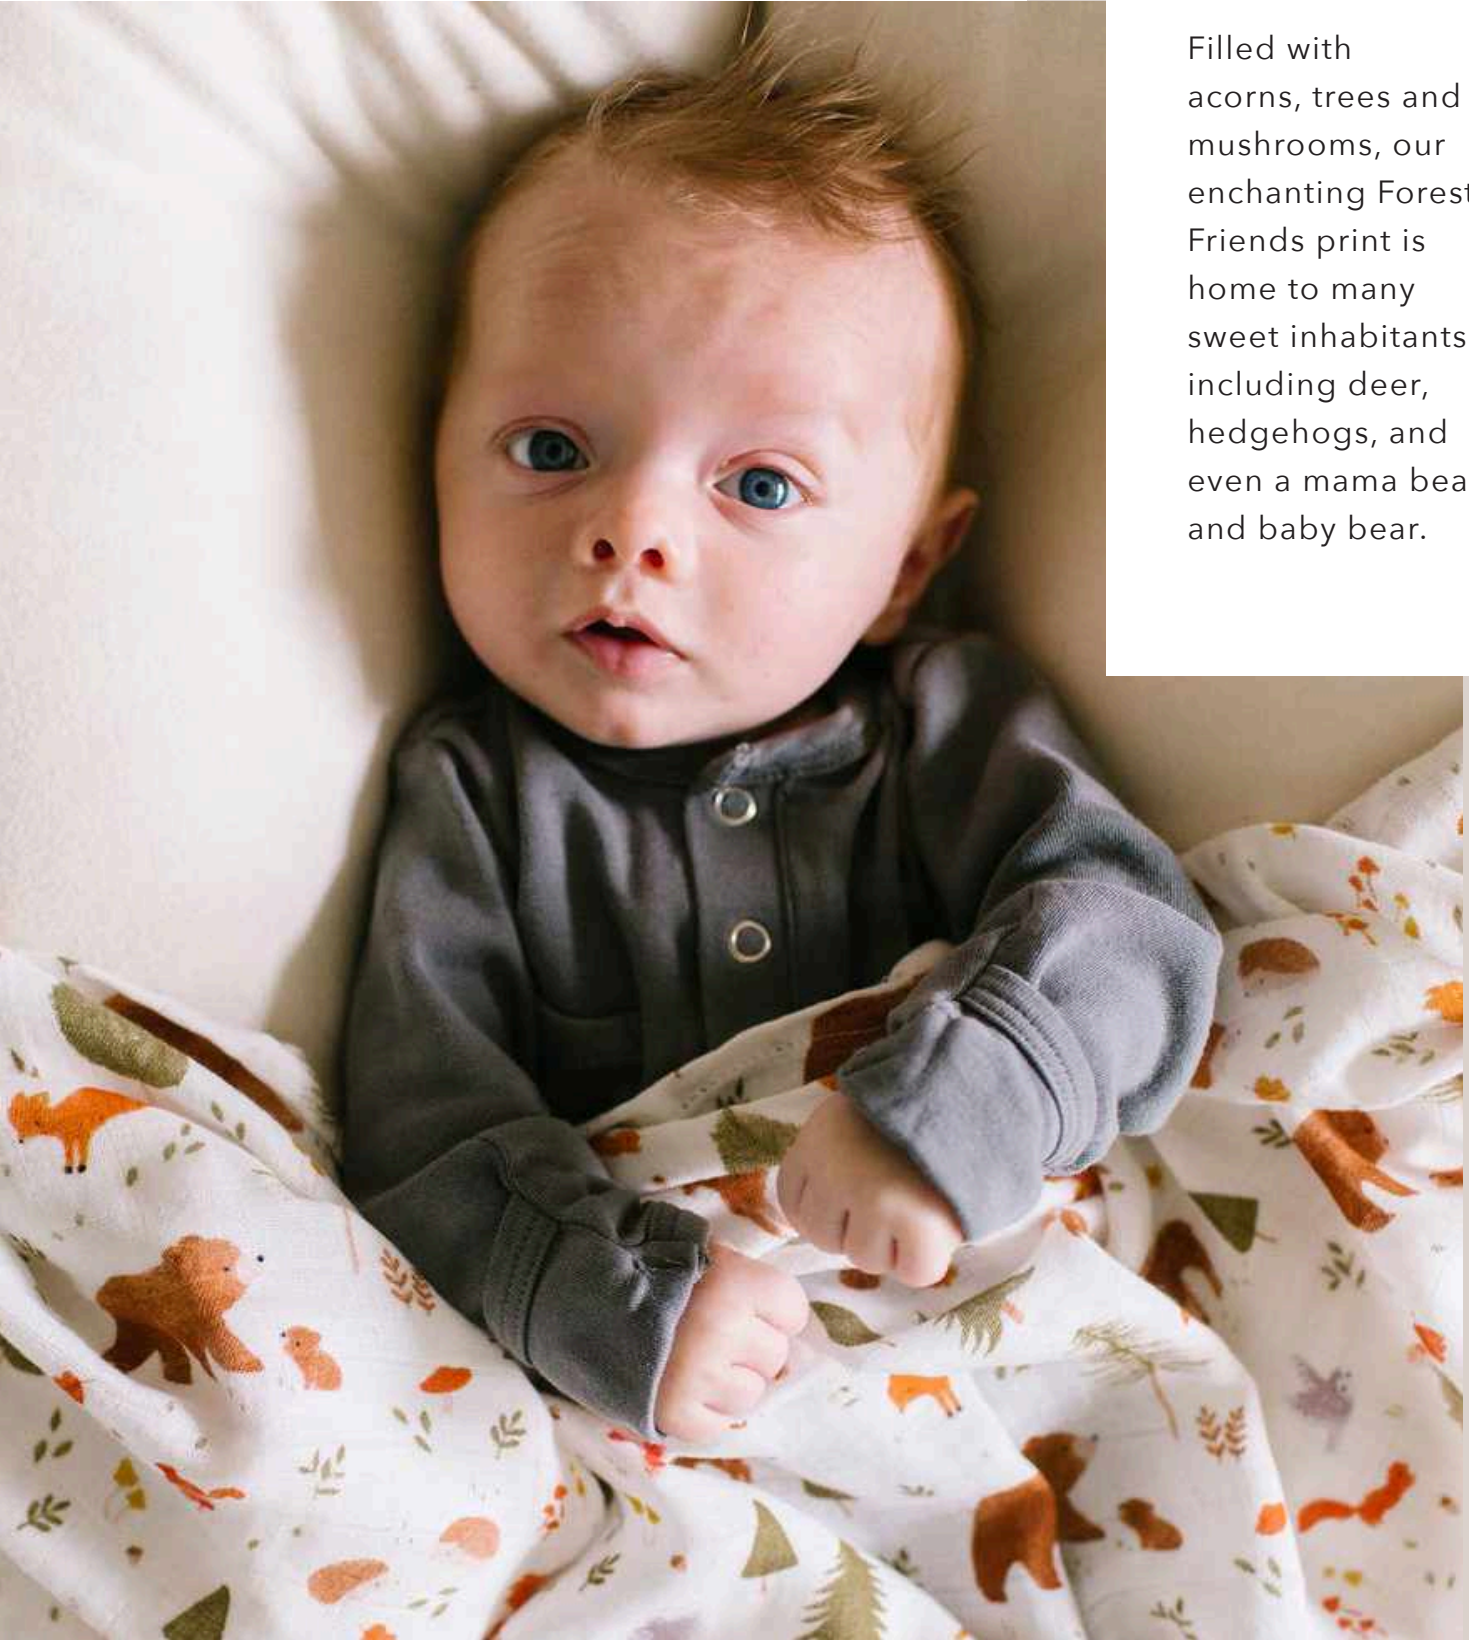 Filled with
acorns, trees and
mushrooms, our
enchanting Forest
Friends print is
home to many
sweet inhabitants
including deer,
hedgehogs, and
even a mama bea
and baby bear.